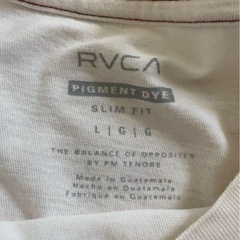 RVCA
PIGMENT DYE
SLIM FIT
L | G | G
THE BALANCE OF OPPOSITES
BY PM TENORE
Made in Guatemala
Hecho en Guatemala
Fabriqué au Guatemala